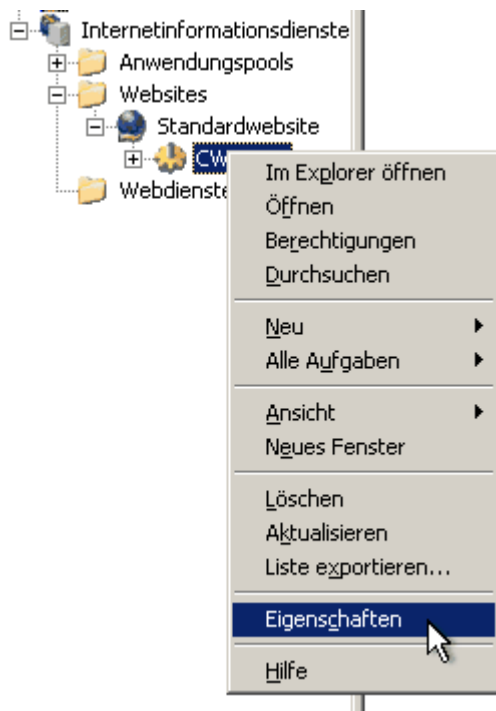 Internetinformationsdienste
Anwendungspools
Websites
Standardwebsite
Im Explorer öffnen
Öffnen
Berechtigungen
Durchsuchen
Neu
Alle Aufgaben
Ansicht
Neues Fenster
Löschen
Aktualisieren
Liste exportieren...
Eigenschaften
Hilfe